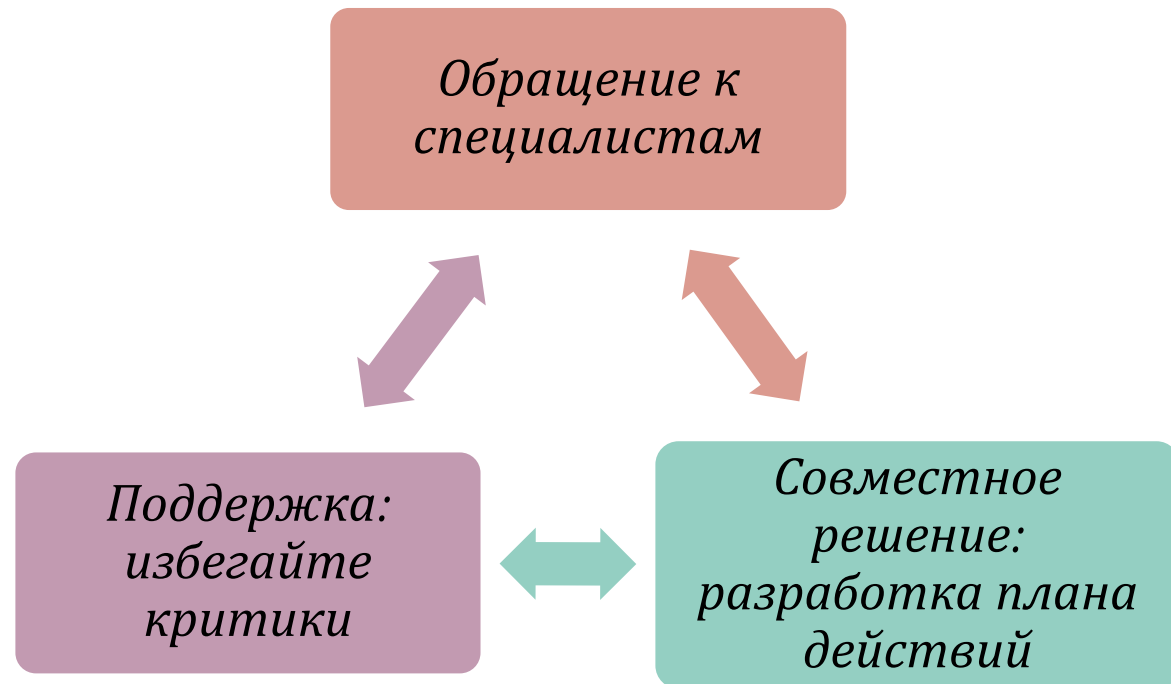 Обращение к
специалистам
Поддержка:
избегайте
критики
Совместное
решение:
разработка плана
действий